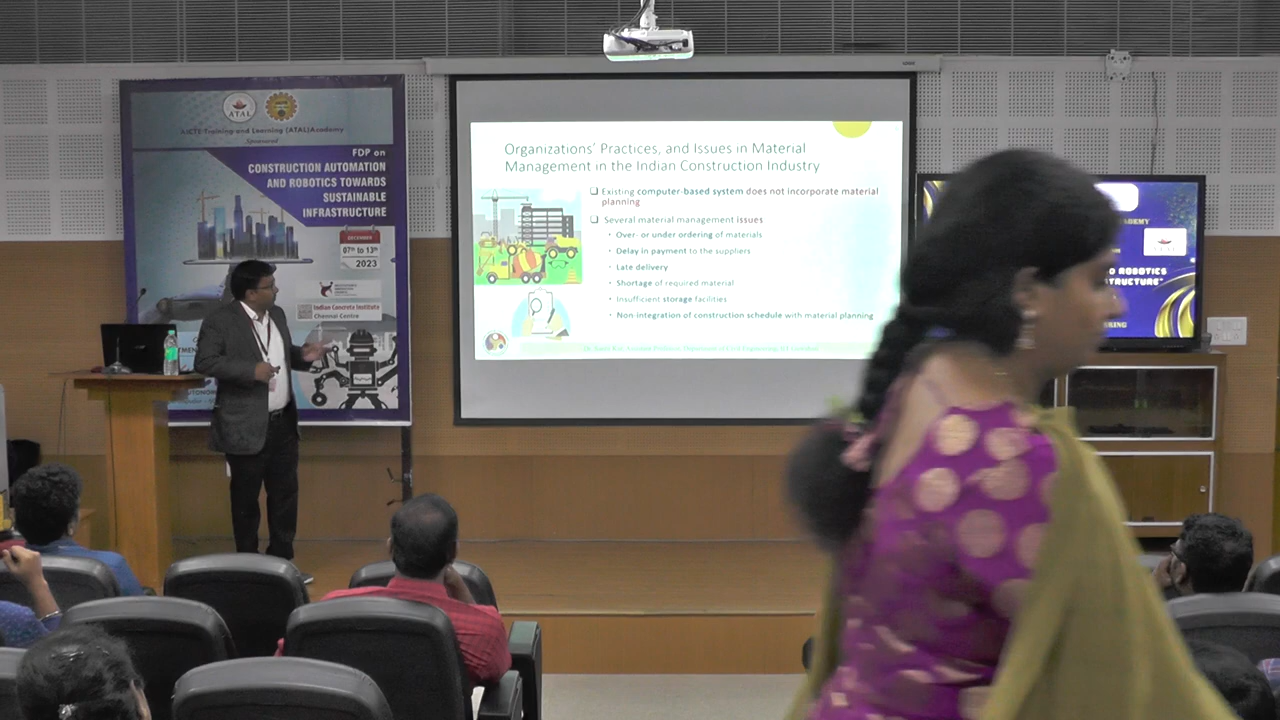 ATAL
AICTE Training and Learning (ATAL)Academy
Sponsored
FDP on
CONSTRUCTION AUTOMATION
AND ROBOTICS TOWARDS
SUSTAINABLE
INFRASTRUCTURE
DECEMBER
07th to 13th
2023
Indian Concrete Institute
Chennai Centre
Organizations' Practices, and Issues in Material
Management in the Indian Construction Industry
❑ Existing computer-based system does not incorporate material
planning
❑ Several material management issues
• Over- or under ordering of materials
• Delay in payment to the suppliers
• Late delivery
• Shortage of required material
• Insufficient storage facilities
• Non-integration of construction schedule with material planning
ROBOTICS